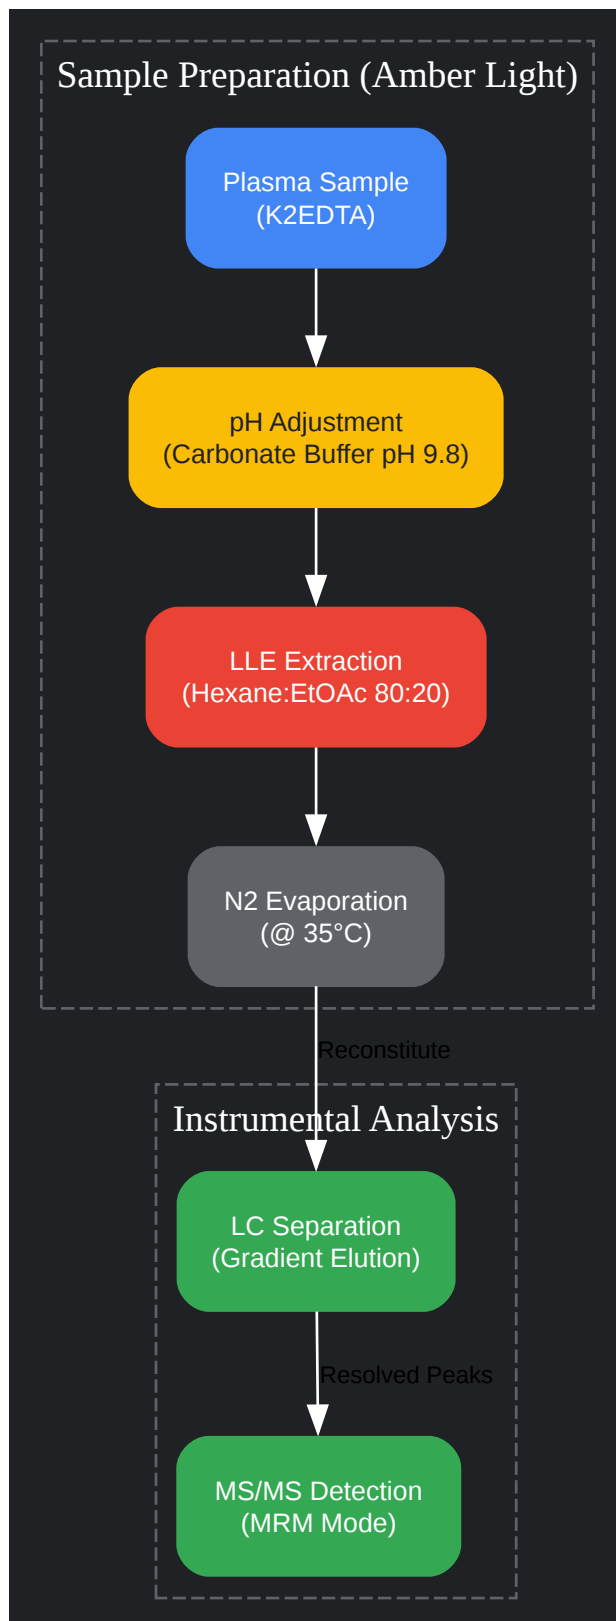 Sample Preparation (Amber Light)
Plasma Sample
(K2EDTA)
pH Adjustment
(Carbonate Buffer pH 9.8)
LLE Extraction
(Hexane:EtOAc 80:20)
N2 Evaporation
(@ 35°C)
Reconstitute
Instrumental Analysis
LC Separation
(Gradient Elution)
Resolved Peaks
MS/MS Detection
(MRM Mode)